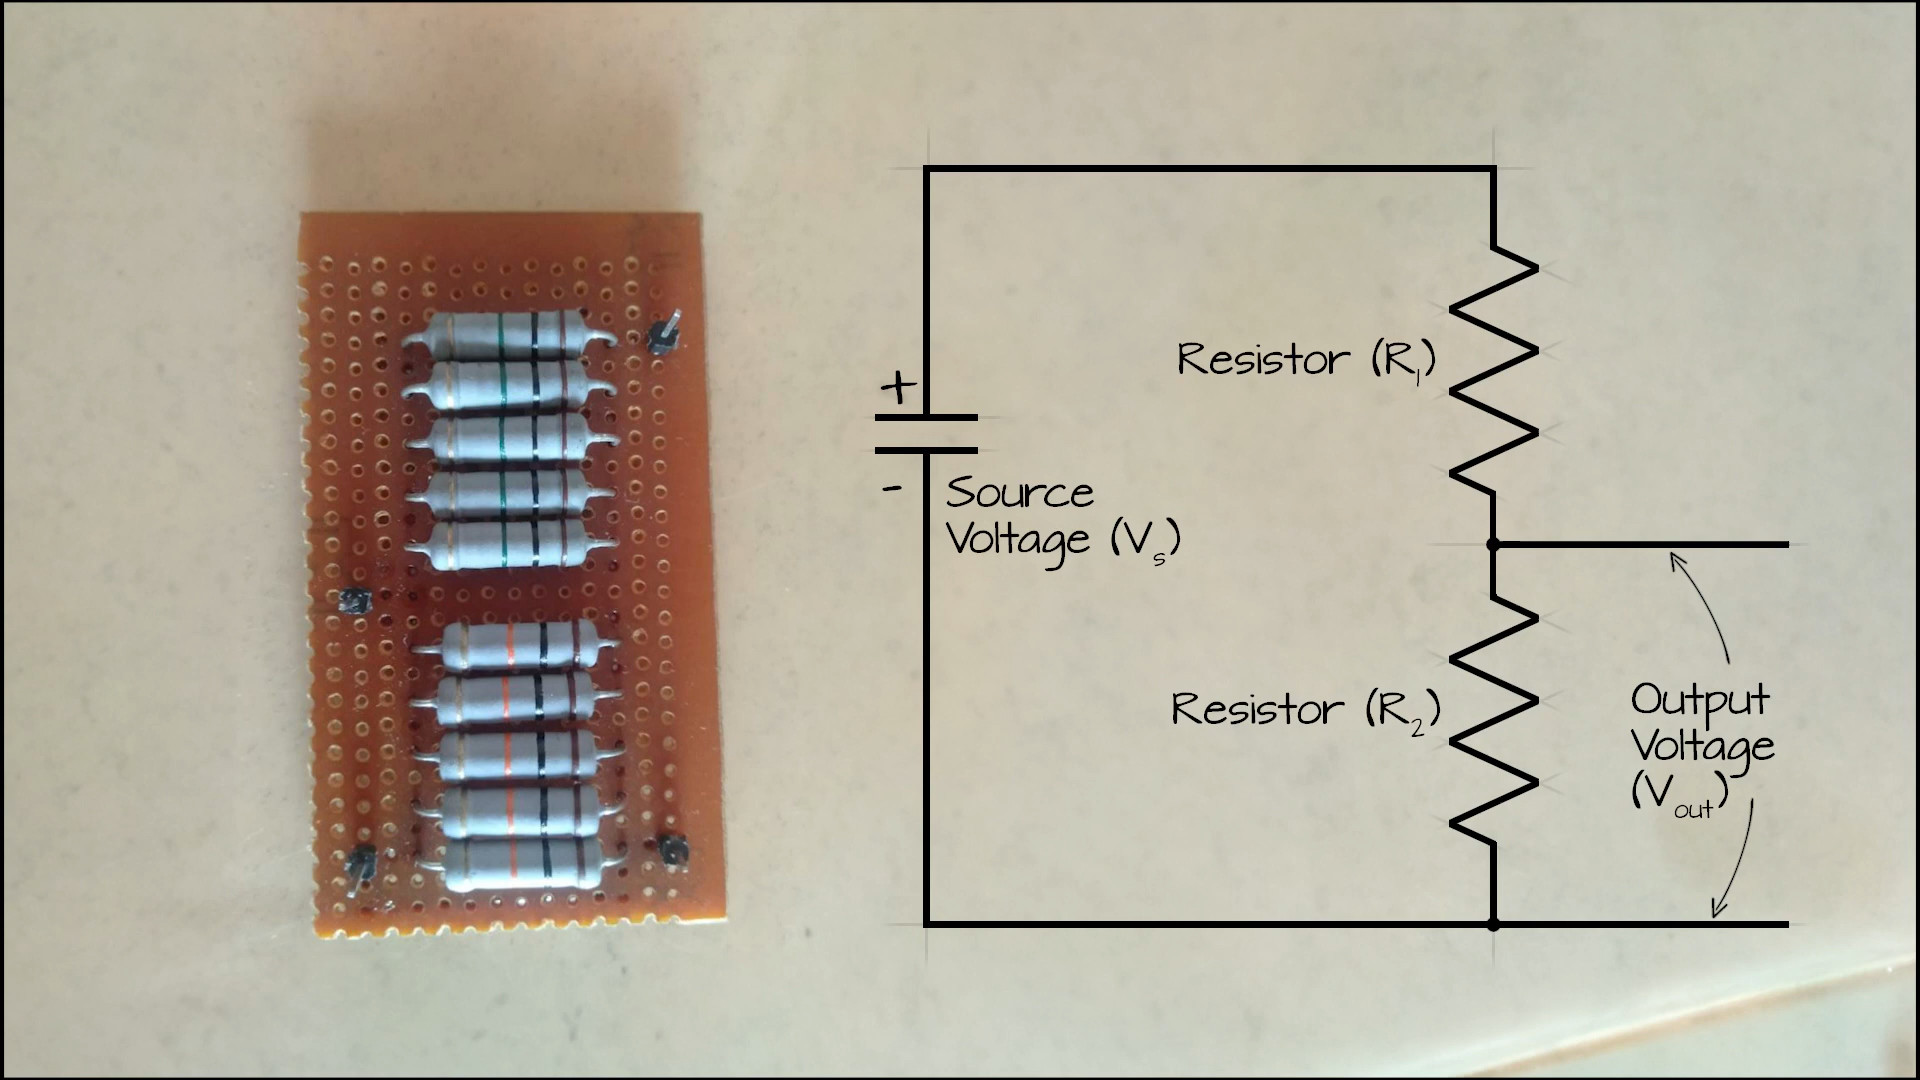 Resistor (R1)
+
-
Source
Voltage (Vs)
Resistor (R2)
Output
Voltage
(Vout)